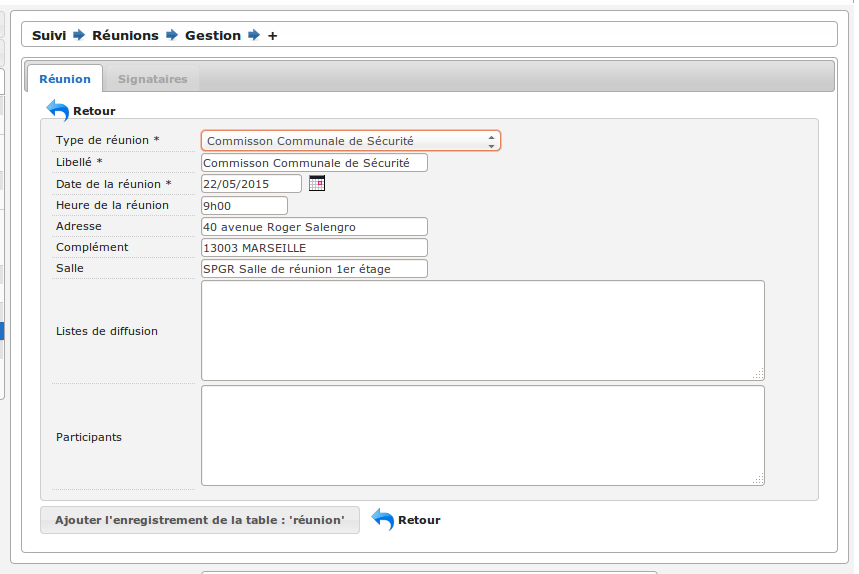 Suivi Réunions Gestion +
Réunion Signataires
Retour
Type de réunion * Commisson Communale de Sécurité
Libellé * Commisson Communale de Sécurité
Date de la réunion * 22/05/2015
Heure de la réunion 9h00
Adresse 40 avenue Roger Salengro
Complément 13003 MARSEILLE
Salle SPGR Salle de réunion 1er étage
Listes de diffusion
Participants
Ajouter l'enregistrement de la table : 'réunion' Retour